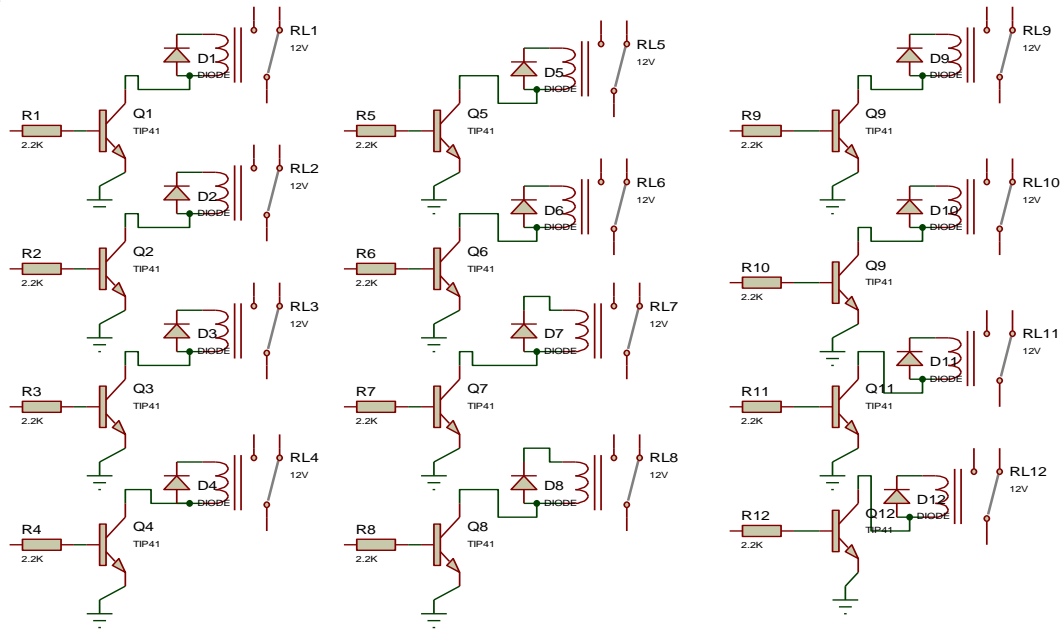 RL1
12V
D1
DIODE
R1
2.2K
Q1
TIP41
RL2
12V
D2
DIODE
R2
2.2K
Q2
TIP41
RL3
12V
D3
DIODE
R3
2.2K
Q3
TIP41
RL4
12V
D4
DIODE
R4
2.2K
Q4
TIP41
RL5
12V
D5
DIODE
R5
2.2K
Q5
TIP41
RL6
12V
D6
DIODE
R6
2.2K
Q6
TIP41
RL7
12V
D7
DIODE
R7
2.2K
Q7
TIP41
RL8
12V
D8
DIODE
R8
2.2K
Q8
TIP41
RL9
12V
D9
DIODE
R9
2.2K
Q9
TIP41
RL10
12V
D10
DIODE
R10
2.2K
Q9
TIP41
RL11
12V
D11
DIODE
R11
2.2K
Q11
TIP41
RL12
12V
D12
DIODE
R12
2.2K
Q12
TIP41